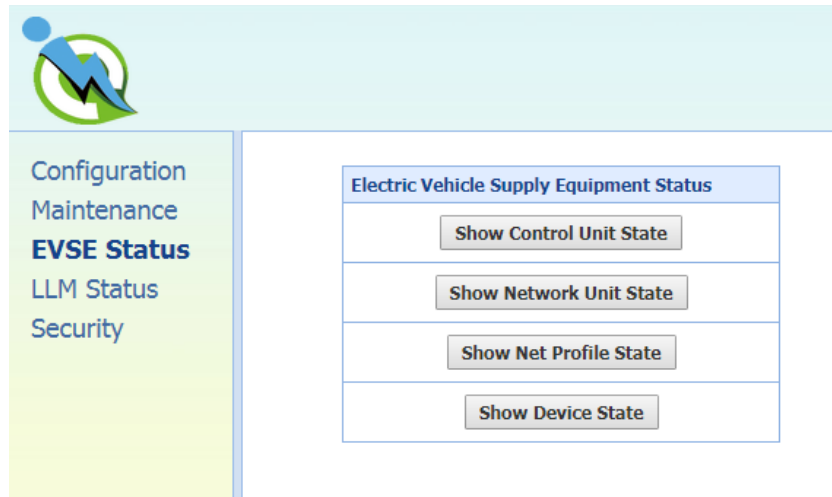 Configuration
Maintenance
EVSE Status
LLM Status
Security
Electric Vehicle Supply Equipment Status
Show Control Unit State
Show Network Unit State
Show Net Profile State
Show Device State